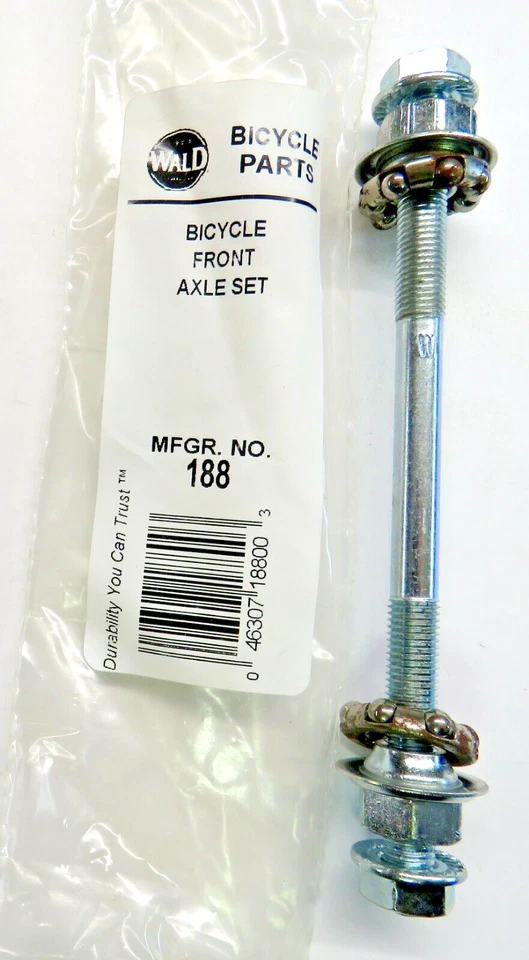 WALD
BICYCLE
PARTS
BICYCLE
FRONT
AXLE SET
MFGR. NO.
188
Durability You Can Trust™
0 46307 18800 3
W